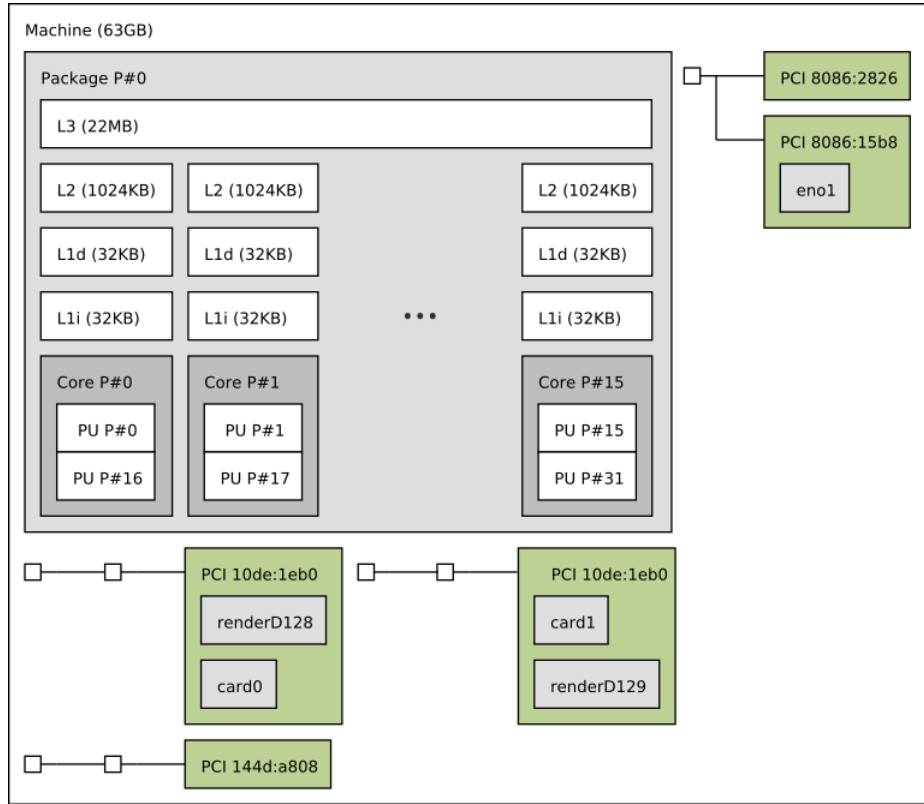 Machine (63GB)
Package P#0
L3 (22MB)
L2 (1024KB)
L2 (1024KB)
L2 (1024KB)
L1d (32KB)
L1d (32KB)
L1d (32KB)
L1i (32KB)
L1i (32KB)
•••
L1i (32KB)
Core P#0
PU P#0
PU P#16
Core P#1
PU P#1
PU P#17
Core P#15
PU P#15
PU P#31
PCI 8086:2826
PCI 8086:15b8
eno1
PCI 10de:1eb0
renderD128
card0
PCI 10de:1eb0
card1
renderD129
PCI 144d:a808